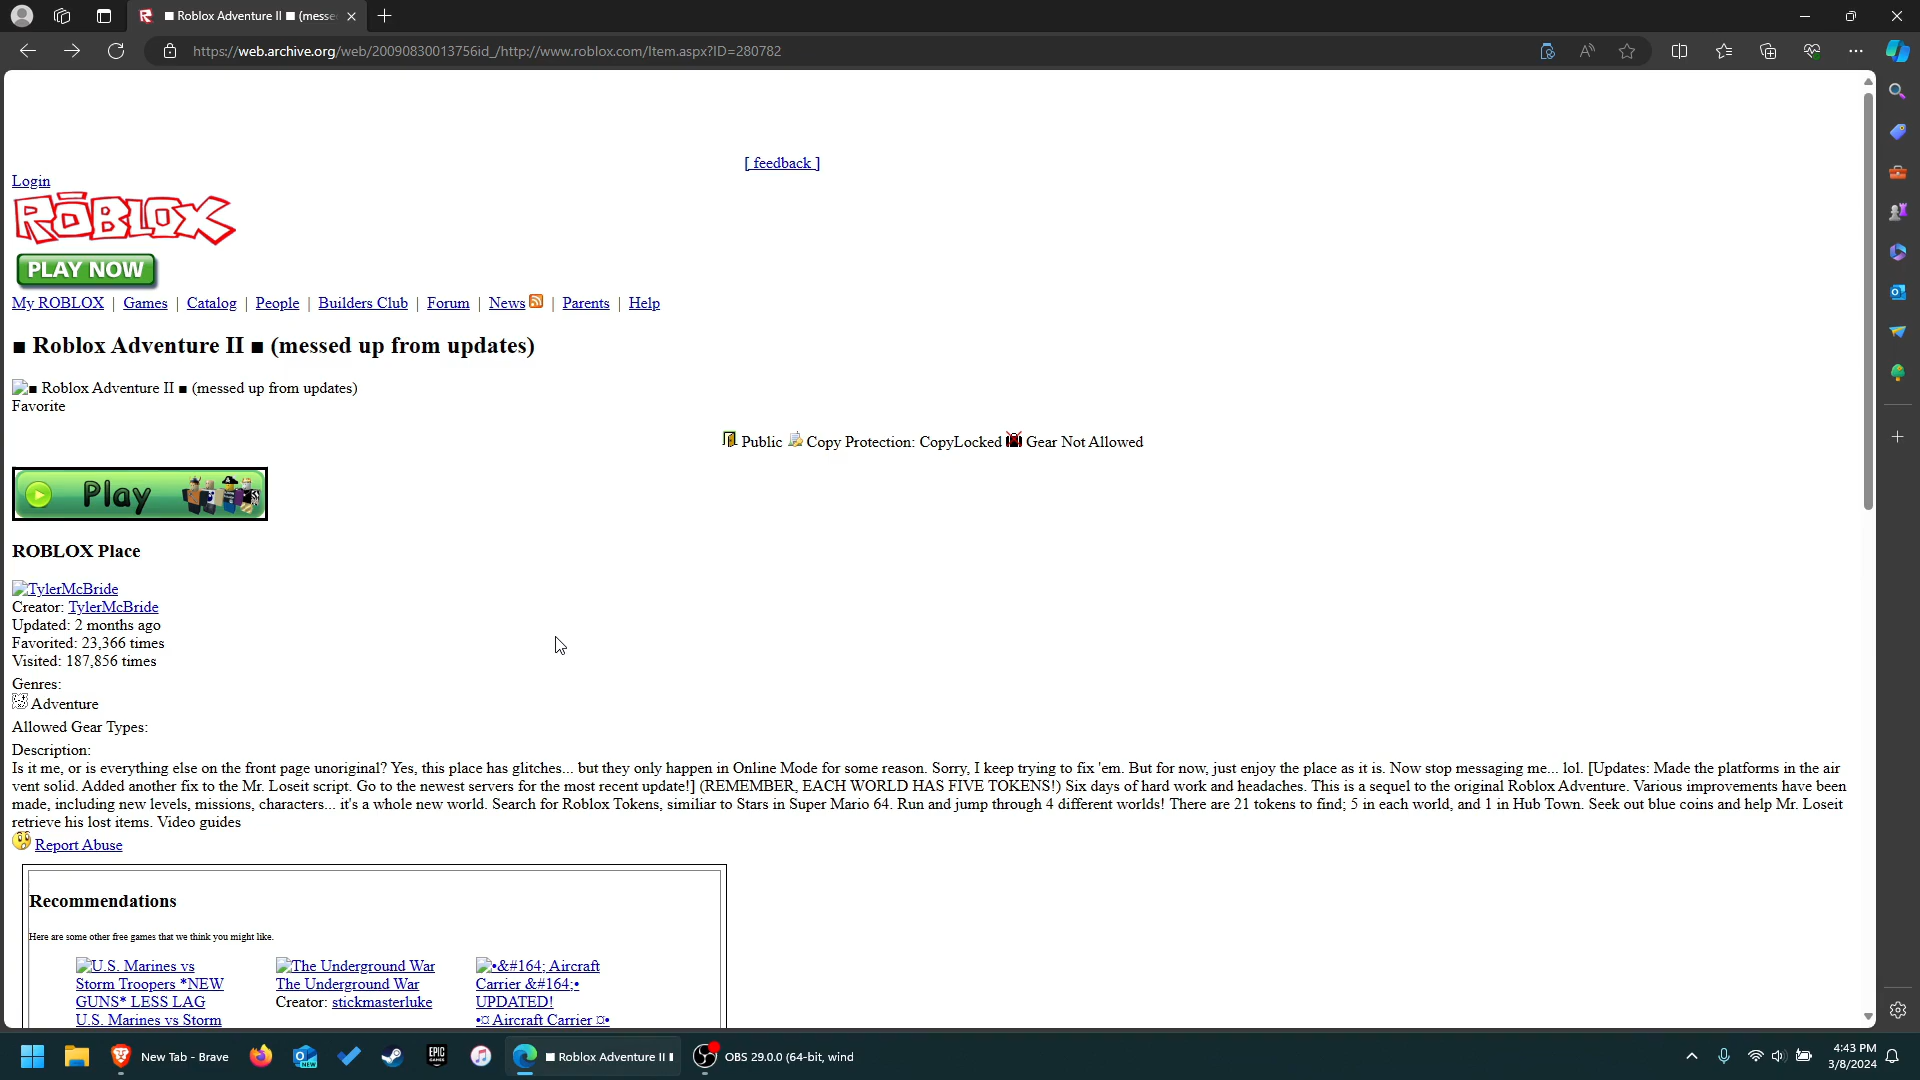 ■ Roblox Adventure II ■ (messe
https://web.archive.org/web/20090830013756id_/http://www.roblox.com/Item.aspx?ID=280782
[ feedback ]
Login
ROBLOX
PLAY NOW
My ROBLOX | Games | Catalog | People | Builders Club | Forum | News | Parents | Help
■ Roblox Adventure II ■ (messed up from updates)
■ Roblox Adventure II ■ (messed up from updates)
Favorite
Public Copy Protection: CopyLocked Gear Not Allowed
Play
ROBLOX Place
TylerMcBride
Creator: TylerMcBride
Updated: 2 months ago
Favorited: 23,366 times
Visited: 187,856 times
Genres:
Adventure
Allowed Gear Types:
Description:
Is it me, or is everything else on the front page unoriginal? Yes, this place has glitches... but they only happen in Online Mode for some reason. Sorry, I keep trying to fix 'em. But for now, just enjoy the place as it is. Now stop messaging me... lol. [Updates: Made the platforms in the air
vent solid. Added another fix to the Mr. Loseit script. Go to the newest servers for the most recent update!] (REMEMBER, EACH WORLD HAS FIVE TOKENS!) Six days of hard work and headaches. This is a sequel to the original Roblox Adventure. Various improvements have been
made, including new levels, missions, characters... it's a whole new world. Search for Roblox Tokens, similiar to Stars in Super Mario 64. Run and jump through 4 different worlds! There are 21 tokens to find; 5 in each world, and 1 in Hub Town. Seek out blue coins and help Mr. Loseit
retrieve his lost items. Video guides
Report Abuse
Recommendations
Here are some other free games that we think you might like.
U.S. Marines vs
Storm Troopers *NEW
GUNS* LESS LAG
U.S. Marines vs Storm
The Underground War
The Underground War
Creator: stickmasterluke
•&#164; Aircraft
Carrier &#164;•
UPDATED!
•¤ Aircraft Carrier ¤•
New Tab - Brave
NEW
EPIC GAMES
■ Roblox Adventure II ■
OBS 29.0.0 (64-bit, wind
4:43 PM
3/8/2024